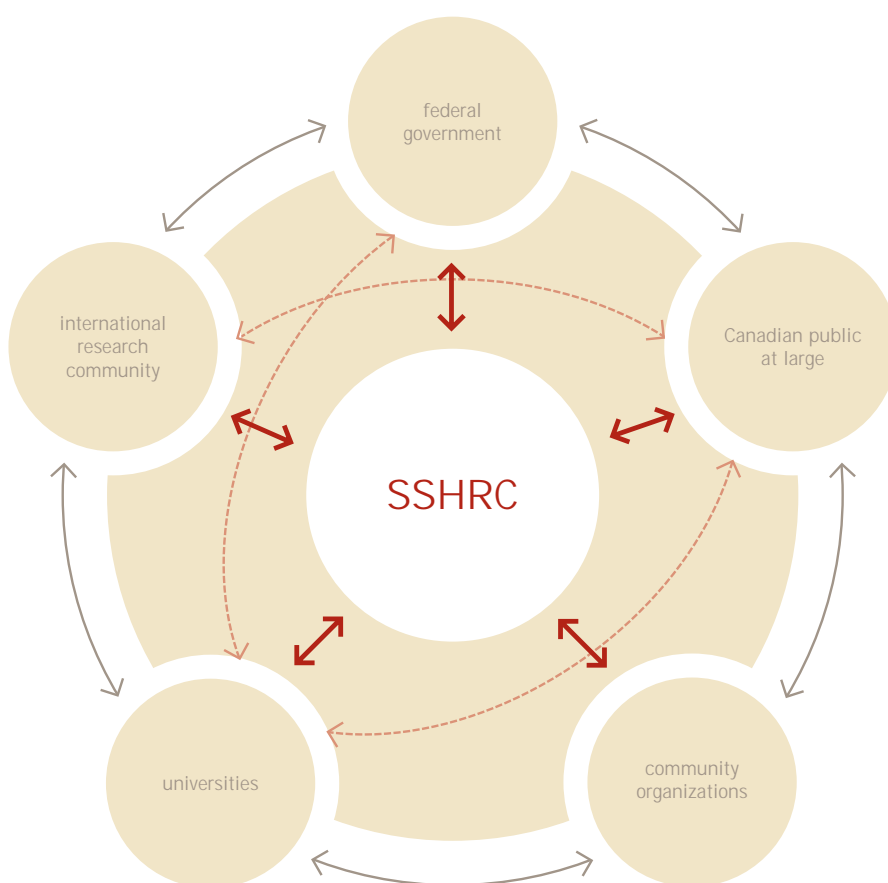 federal
government
international
research
community
Canadian public
at large
SSHRC
universities
community
organizations